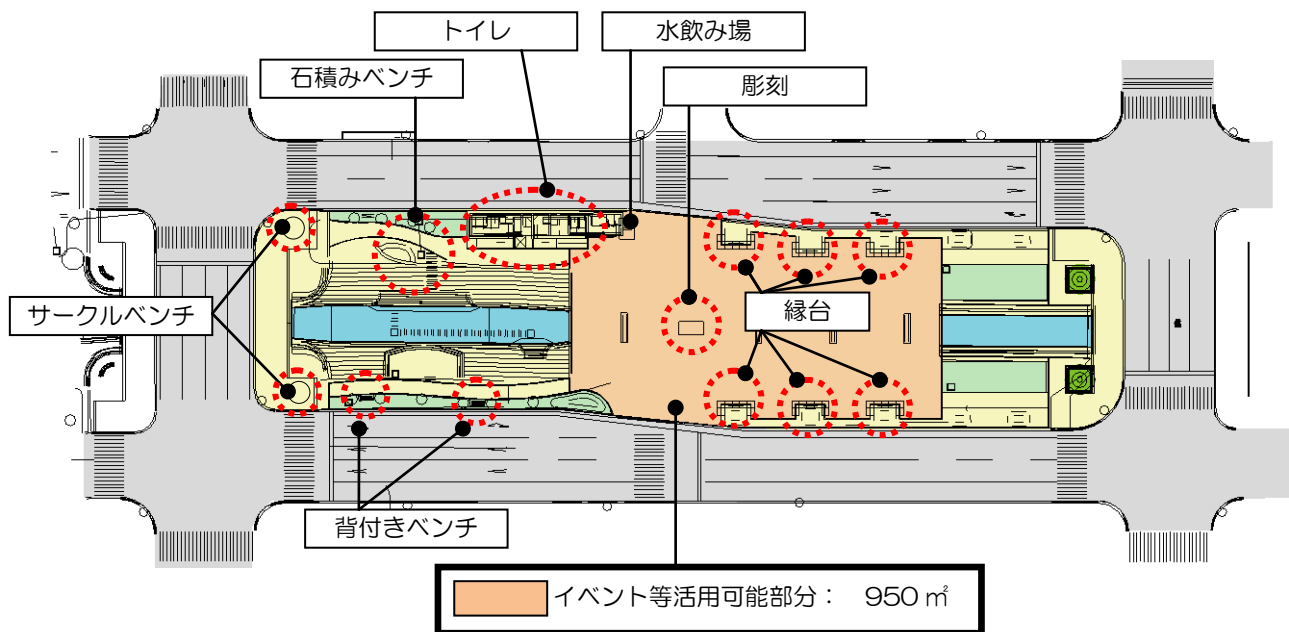 トイレ
水飲み場
石積みベンチ
彫刻
サークルベンチ
縁台
背付きベンチ
イベント等活用可能部分： 950㎡